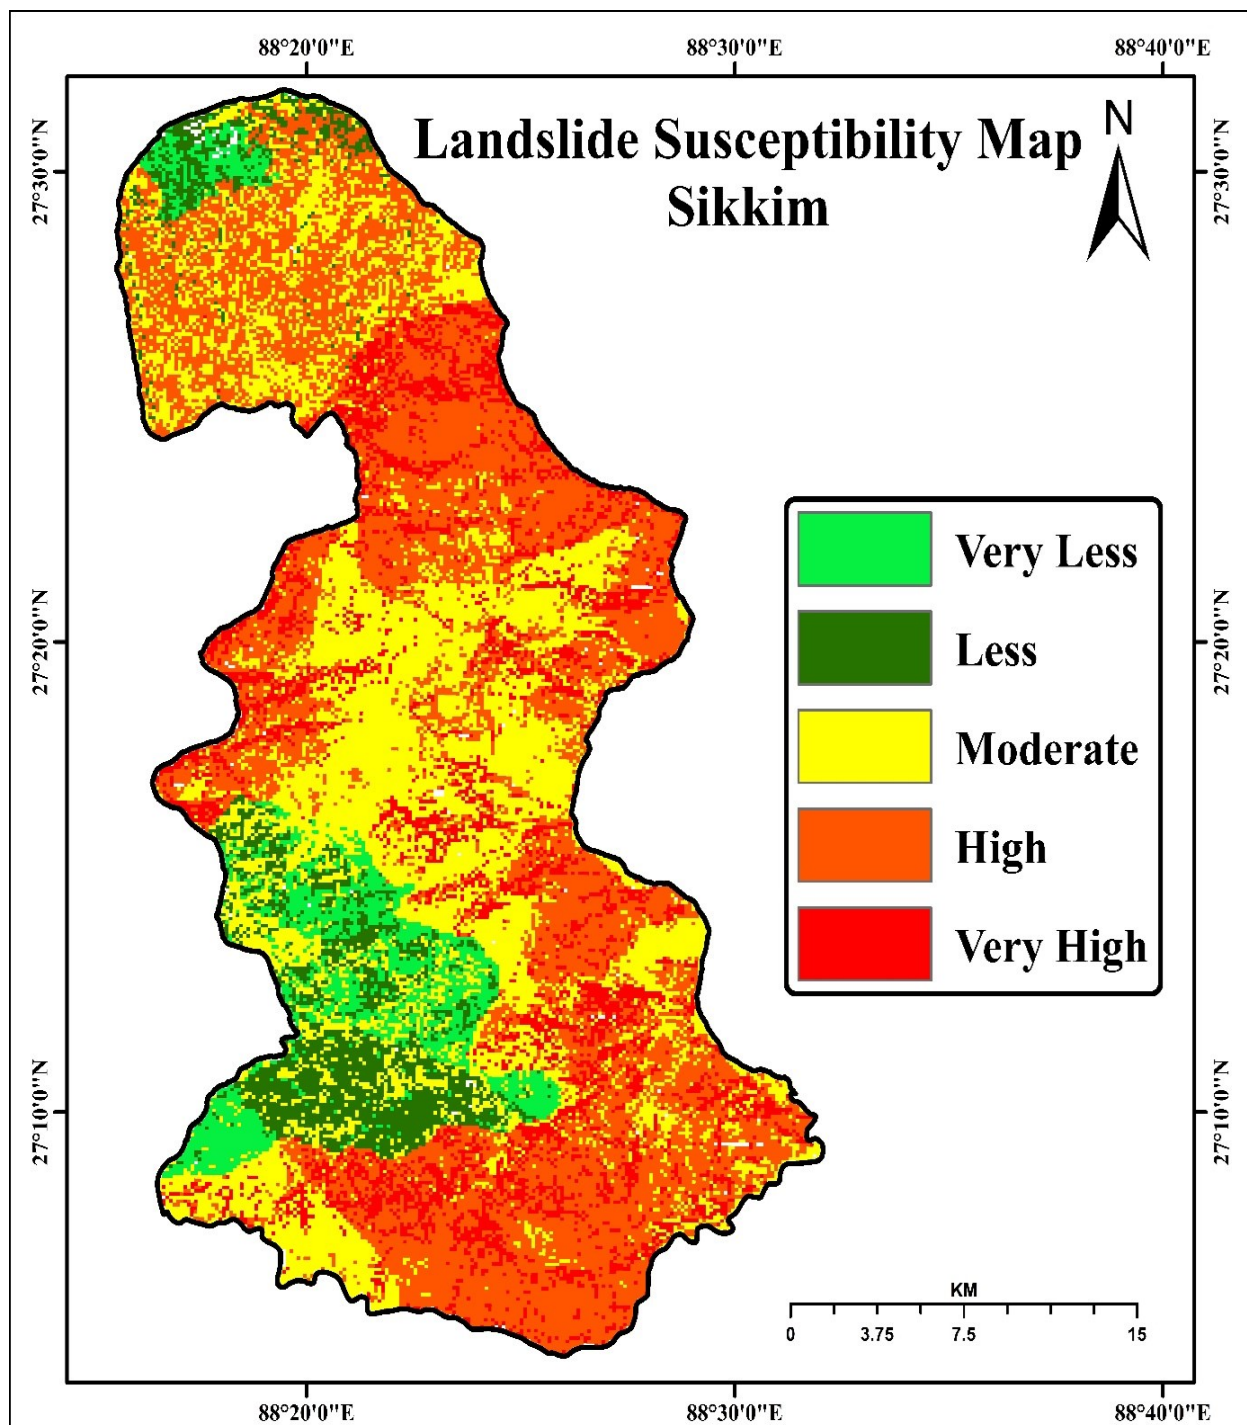 88°20'0"E 88°30'0"E 88°40'0"E
Landslide Susceptibility Map
Sikkim
N
27°30'0"N 27°30'0"N
27°20'0"N 27°20'0"N
Very Less
Less
Moderate
High
Very High
27°10'0"N 27°10'0"N
KM
0 3.75 7.5 15
88°20'0"E 88°30'0"E 88°40'0"E